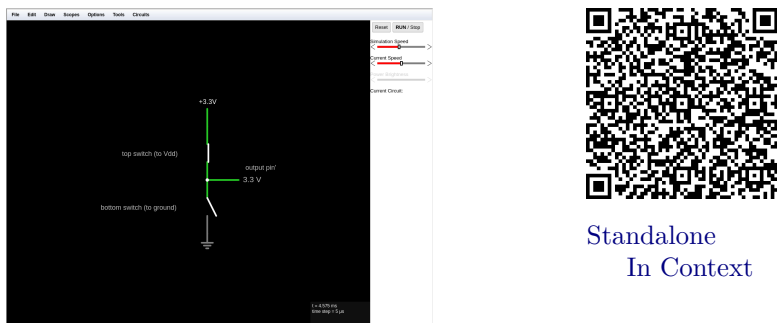 File Edit Draw Scopes Options Tools Circuits
Reset RUN / Stop
Simulation Speed
Current Speed
Power Brightness
Current Circuit:
+3.3V
top switch (to Vdd)
output pin'
3.3 V
bottom switch (to ground)
t = 4.575 ms
time step = 5 μs
Standalone
In Context